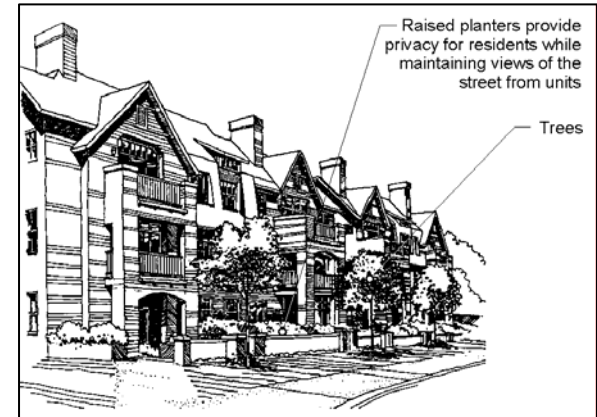 Raised planters provide
privacy for residents while
maintaining views of the
street from units
Trees